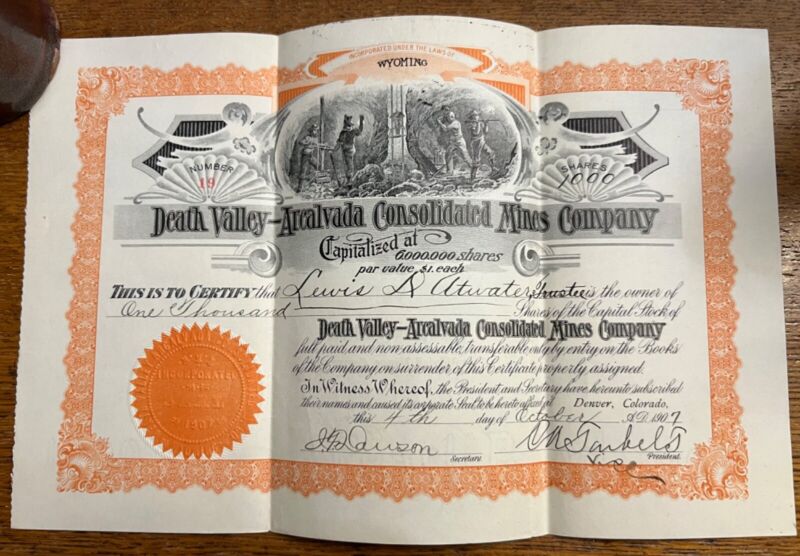 INCORPORATED UNDER THE LAWS OF
WYOMING
NUMBER
19
SHARES
1000
Death Valley-Arcalvada Consolidated Mines Company
Capitalized at
6,000,000 shares
par value $1. each
THIS IS TO CERTIFY that Lewis D Atwater, Trustee is the owner of
One Thousand Shares of the Capital Stock of
Death Valley-Arcalvada Consolidated Mines Company
full paid and non-assessable, transferable only by entry on the Books
of the Company on surrender of this Certificate properly assigned.
In Witness Whereof, the President and Secretary have hereunto subscribed
their names and caused its corporate Seal to be hereto affixed at Denver, Colorado,
this 4th day of October A.D. 1907
INCORPORATED
1907
Secretary.
Vice President.